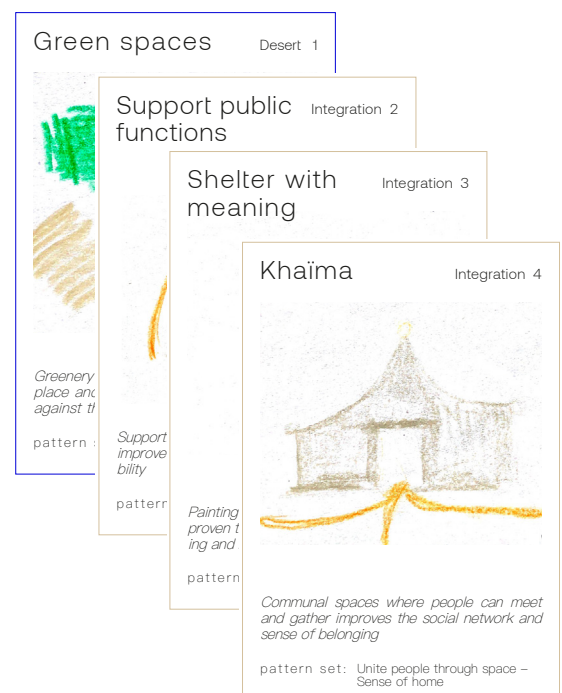 Green spaces Desert 1
Support public Integration 2
functions
Shelter with Integration 3
meaning
Khaïma Integration 4
Greenery
place and
against
pattern
Support
improve
bility
pattern
Painting
proven
ing and
pattern
Communal spaces where people can meet
and gather improves the social network and
sense of belonging
pattern set: Unite people through space –
Sense of home